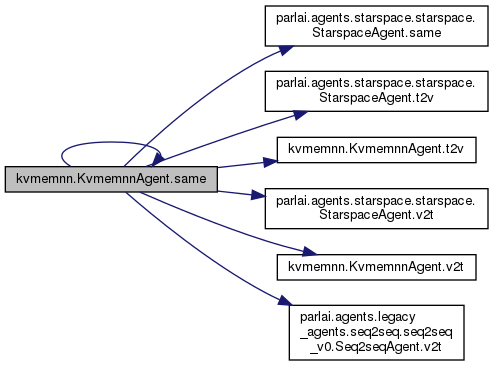 parlai.agents.starspace.starspace.
StarspaceAgent.same
parlai.agents.starspace.starspace.
StarspaceAgent.t2v
kvmemnn.KvmemnnAgent.t2v
kvmemnn.KvmemnnAgent.same
parlai.agents.starspace.starspace.
StarspaceAgent.v2t
kvmemnn.KvmemnnAgent.v2t
parlai.agents.legacy
_agents.seq2seq.seq2seq
_v0.Seq2seqAgent.v2t